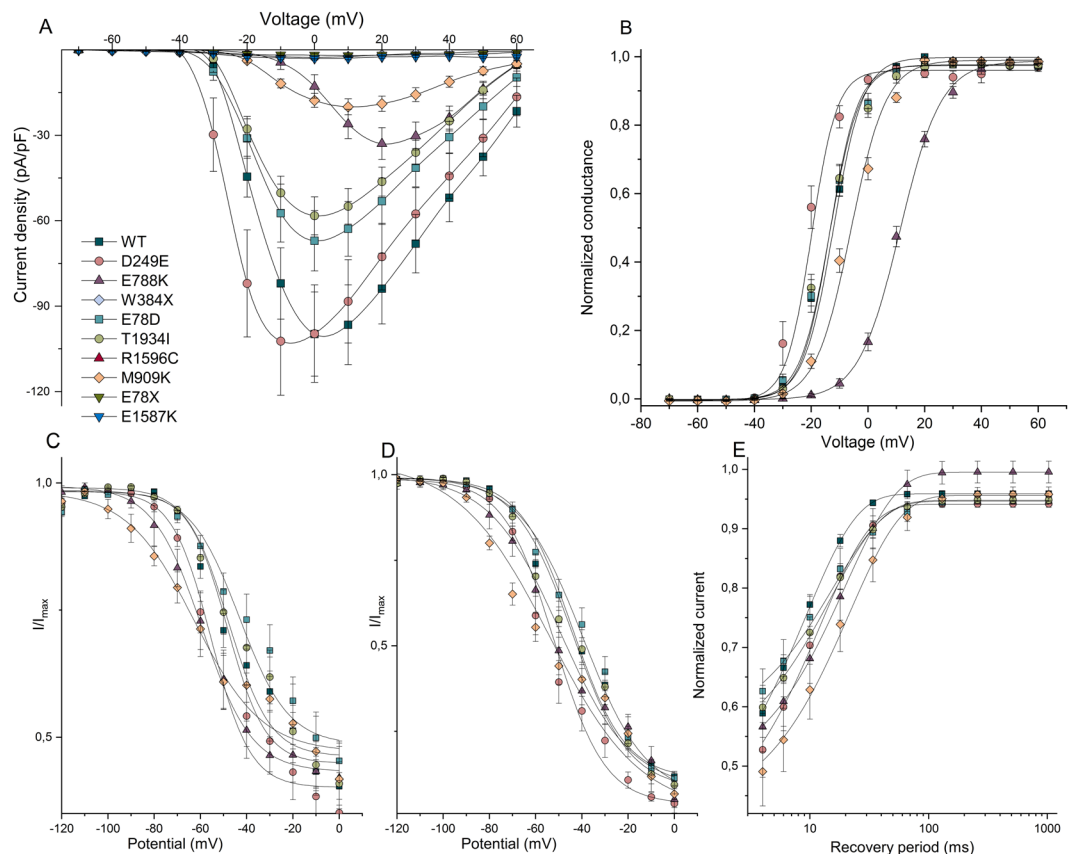 A
Voltage (mV)
-60 -40 -20 0 20 40 60
-30
-60
-90
-120
Current density (pA/pF)
WT
D249E
E788K
W384X
E78D
T1934I
R1596C
M909K
E78X
E1587K
B
1,0
0,8
0,6
0,4
0,2
0,0
Normalized conductance
-80 -60 -40 -20 0 20 40 60
Voltage (mV)
C
1,0
0,5
I/Imax
-120 -100 -80 -60 -40 -20 0
Potential (mV)
D
1,0
0,5
I/Imax
-120 -100 -80 -60 -40 -20 0
Potential (mV)
E
1,0
0,9
0,8
0,7
0,6
0,5
Normalized current
10 100 1000
Recovery period (ms)